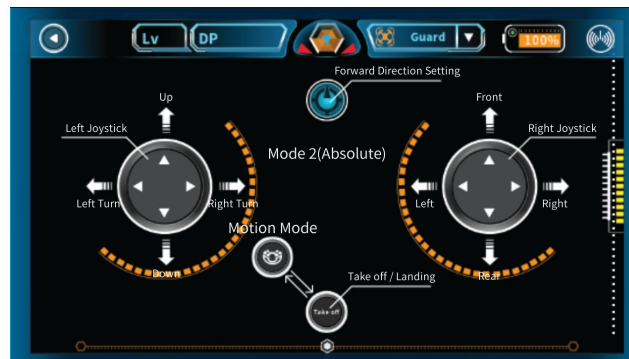 Lv
DP
Guard
100%
Forward Direction Setting
Up
Front
Left Joystick
Right Joystick
Mode 2(Absolute)
Left Turn
Right Turn
Left
Right
Motion Mode
Down
Rear
Take off / Landing
Take off